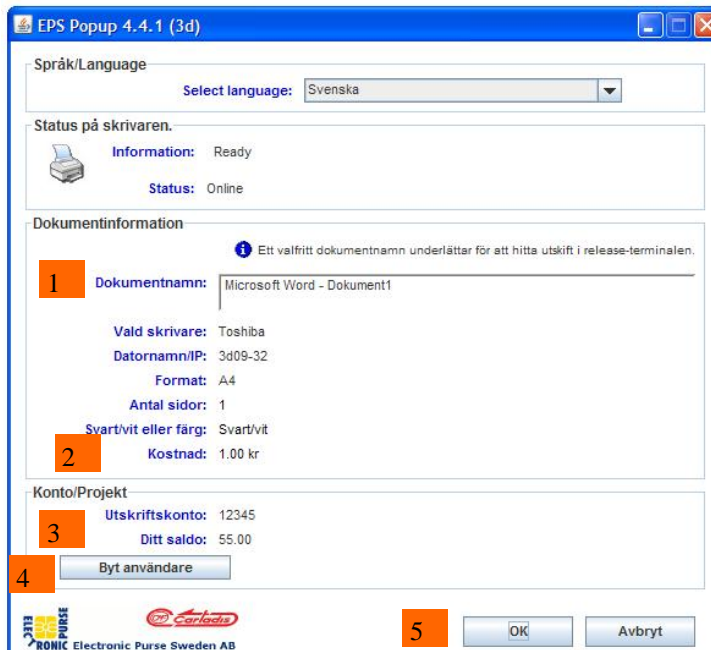 EPS Popup 4.4.1 (3d)
Språk/Language
Select language: Svenska
Status på skrivaren.
Information: Ready
Status: Online
Dokumentinformation
i Ett valfritt dokumentnamn underlättar för att hitta utskift i release-terminalen.
1 Dokumentnamn: Microsoft Word - Dokument1
Vald skrivare: Toshiba
Datornamn/IP: 3d09-32
Format: A4
Antal sidor: 1
Svart/vit eller färg: Svart/vit
2 Kostnad: 1.00 kr
Konto/Projekt
Utskriftskonto: 12345
3 Ditt saldo: 55.00
4 Byt användare
ELECTRONIC PURSE Carladis
Electronic Purse Sweden AB
5 OK Avbryt